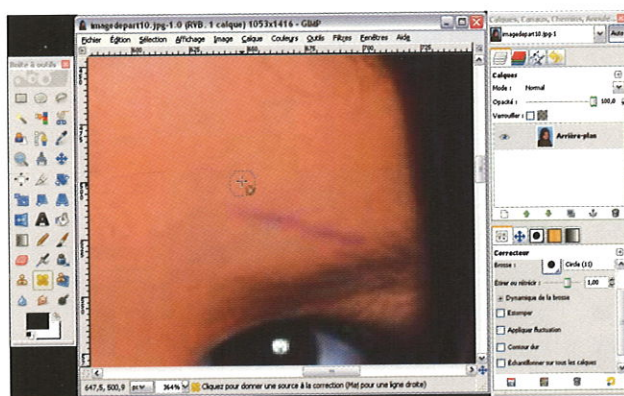 imagedepart10.jpg-1.0 (RVB, 1 calque) 1053x1416 – GIMP
Fichier Édition Sélection Affichage Image Calque Couleurs Outils Filtres Fenêtres Aide
Boîte à outils
647,5, 500,9 px 364% Cliquez pour donner une source à la correction (Maj pour une ligne droite)
Calques, Canaux, Chemins, Annule...
imagedepart10.jpg-1 Auto
Calques
Mode : Normal
Opacité : 100,0
Verrouiller :
Arrière-plan
Correcteur
Brosse : Circle (11)
Étirer ou rétrécir : 1,00
Dynamique de la brosse
Estomper
Appliquer fluctuation
Contour dur
Échantillonner sur tous les calques